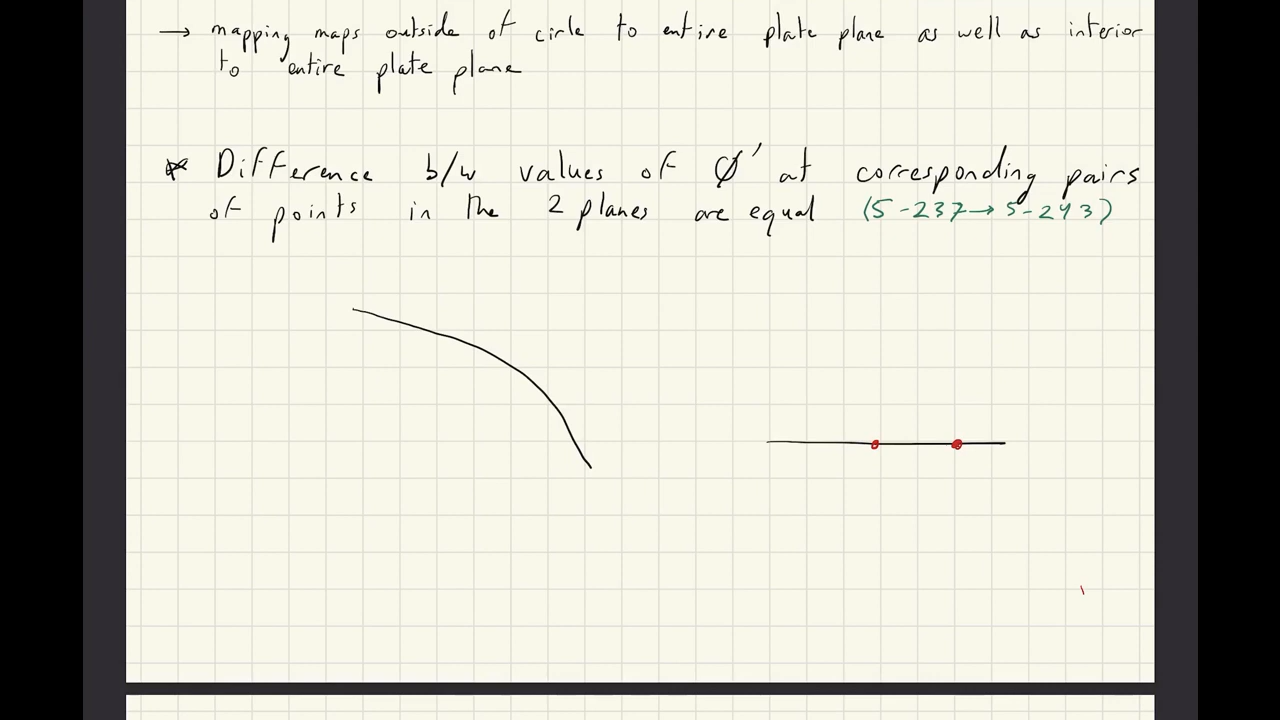 → mapping maps outside of cirle to entire plate plane as well as interior
to entire plate plane
* Difference b/w values of Ø' at corresponding pairs
of points in the 2 planes are equal (5-237→5-243)